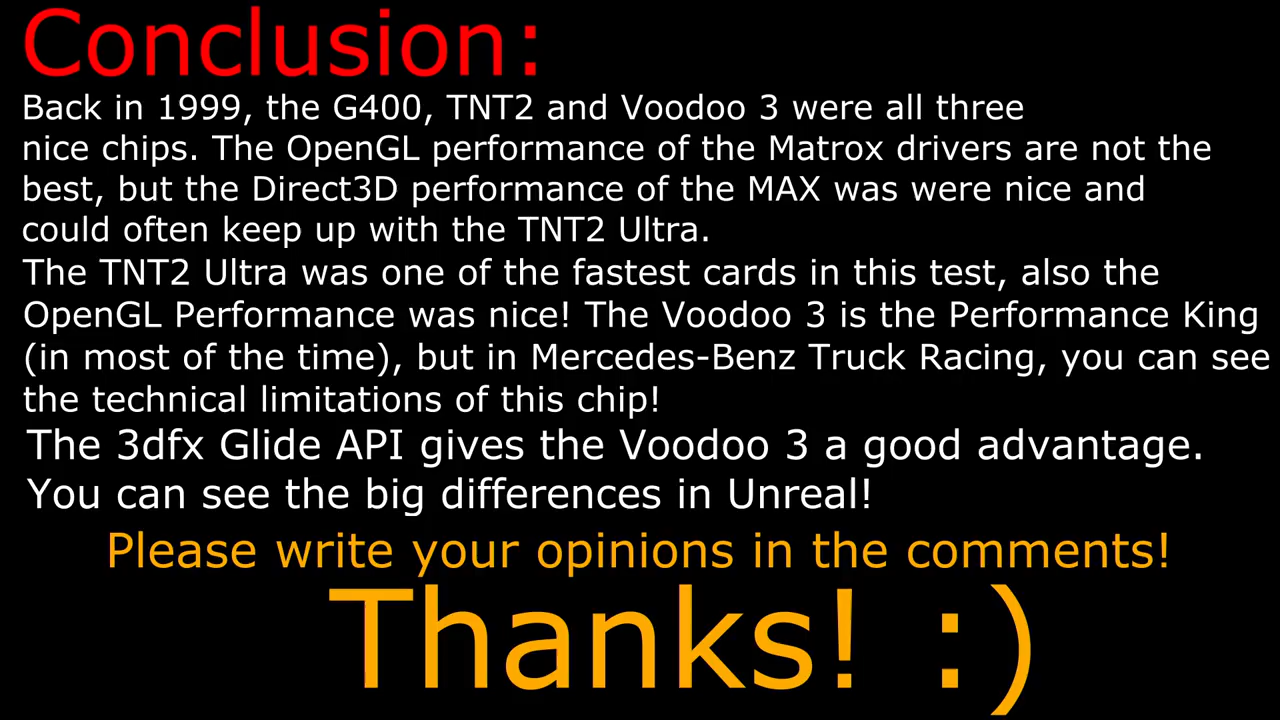 Conclusion:
Back in 1999, the G400, TNT2 and Voodoo 3 were all three
nice chips. The OpenGL performance of the Matrox drivers are not the
best, but the Direct3D performance of the MAX was were nice and
could often keep up with the TNT2 Ultra.
The TNT2 Ultra was one of the fastest cards in this test, also the
OpenGL Performance was nice! The Voodoo 3 is the Performance King
(in most of the time), but in Mercedes-Benz Truck Racing, you can see
the technical limitations of this chip!
The 3dfx Glide API gives the Voodoo 3 a good advantage.
You can see the big differences in Unreal!
Please write your opinions in the comments!
Thanks! :)